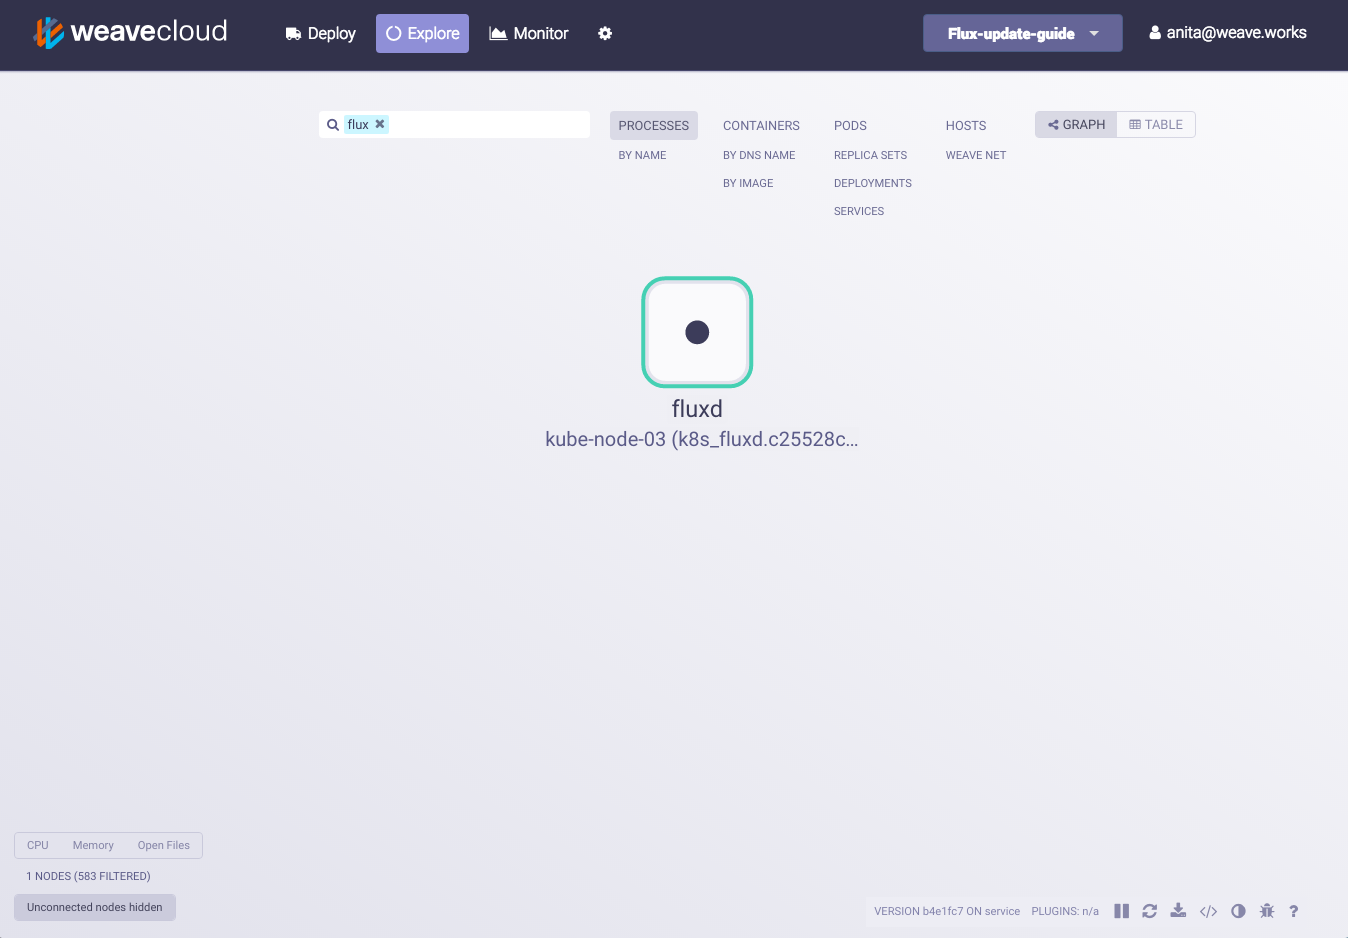 weavecloud Deploy Explore Monitor Flux-update-guide anita@weave.works
flux PROCESSES CONTAINERS PODS HOSTS GRAPH TABLE
BY NAME BY DNS NAME REPLICA SETS WEAVE NET
BY IMAGE DEPLOYMENTS
SERVICES
fluxd
kube-node-03 (k8s_fluxd.c25528c...
CPU Memory Open Files
1 NODES (583 FILTERED)
Unconnected nodes hidden
VERSION b4e1fc7 ON service PLUGINS: n/a